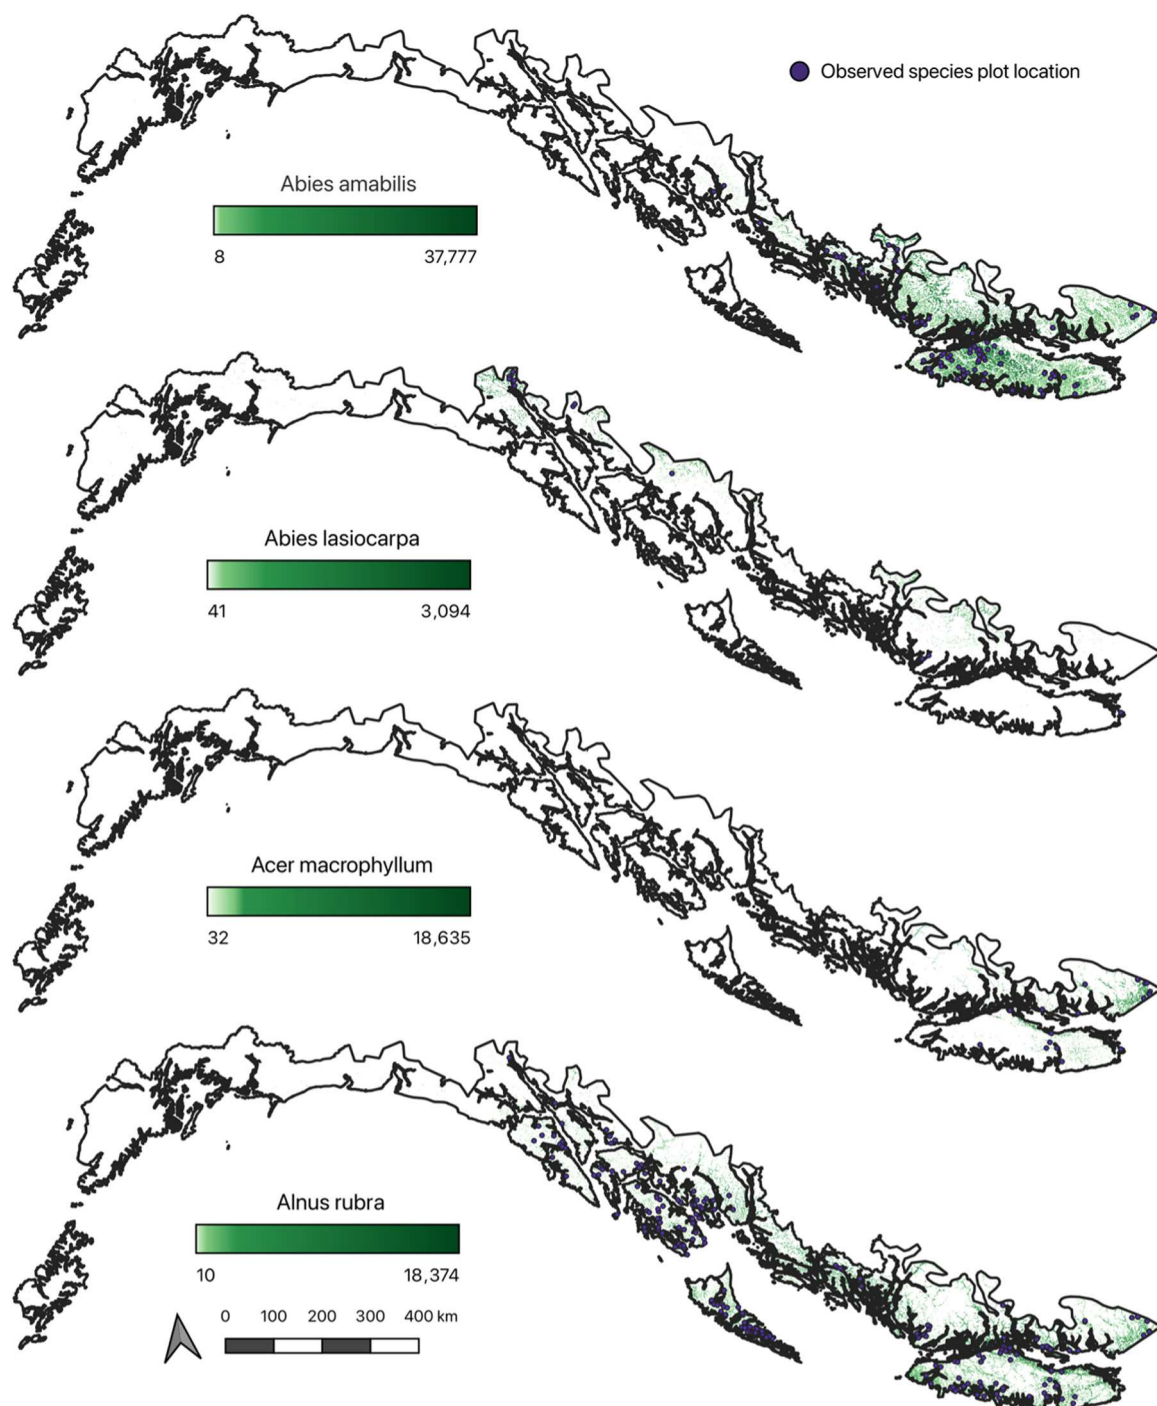 Observed species plot location
Abies amabilis
8 37,777
Abies lasiocarpa
41 3,094
Acer macrophyllum
32 18,635
Alnus rubra
10 18,374
0 100 200 300 400 km